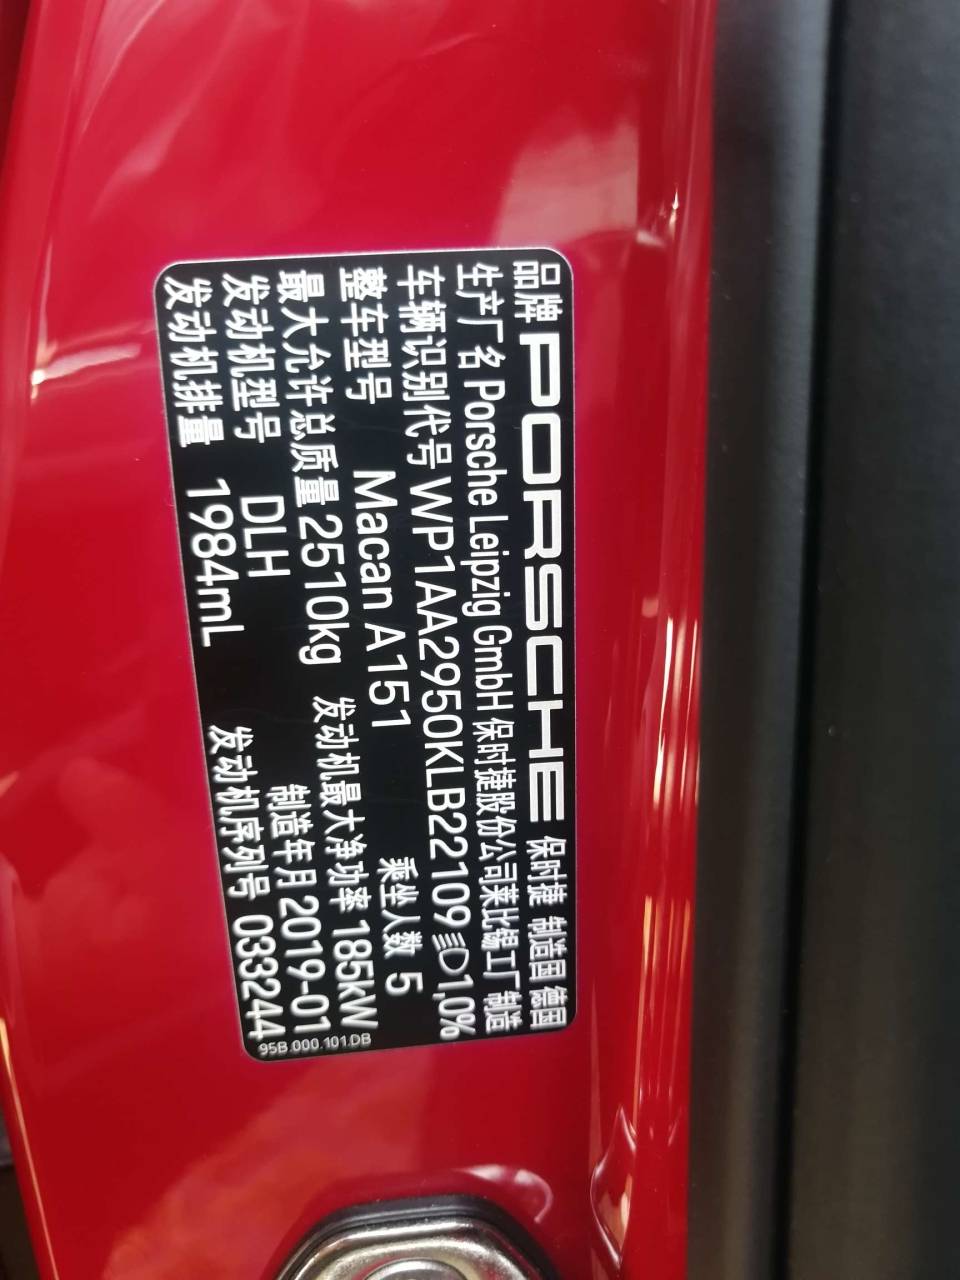 品牌 PORSCHE 保时捷 制造国 德国
生产厂名 Porsche Leipzig GmbH 保时捷股份公司莱比锡工厂 制造
车辆识别代号 WP1AA2950KLB22109 1,0%
整车型号 Macan A151 乘坐人数 5
最大允许总质量 2510kg 发动机最大净功率 185kW
发动机型号 DLH 制造年月 2019-01
发动机排量 1984mL 发动机序列号 033244
95B.000.101.DB